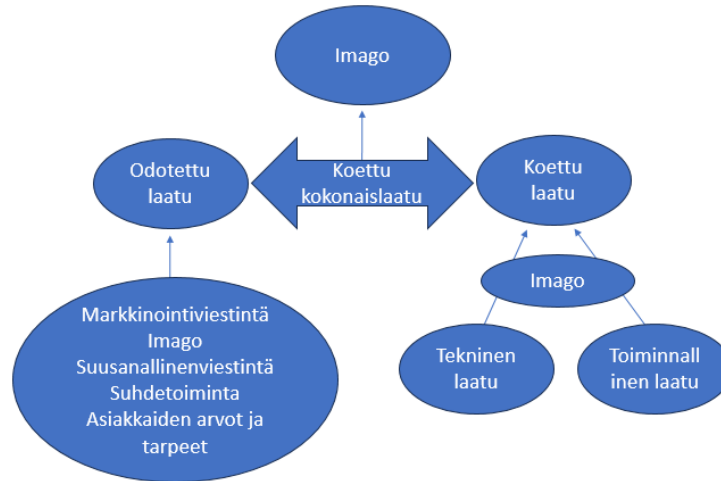 Imago
Odotettu
laatu
Koettu
kokonaislaatu
Koettu
laatu
Markkinointiviestintä
Imago
Suusanallinenviestintä
Suhdetoiminta
Asiakkaiden arvot ja
tarpeet
Imago
Tekninen
laatu
Toiminnall
inen laatu